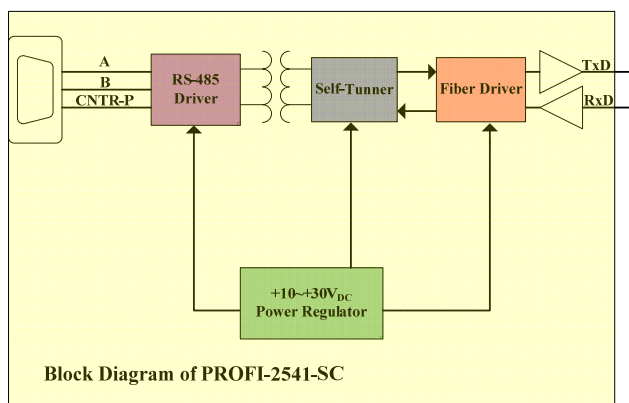 A
B
CNTR-P
RS-485
Driver
Self-Tunner
Fiber Driver
TxD
RxD
+10~+30VDC
Power Regulator
Block Diagram of PROFI-2541-SC